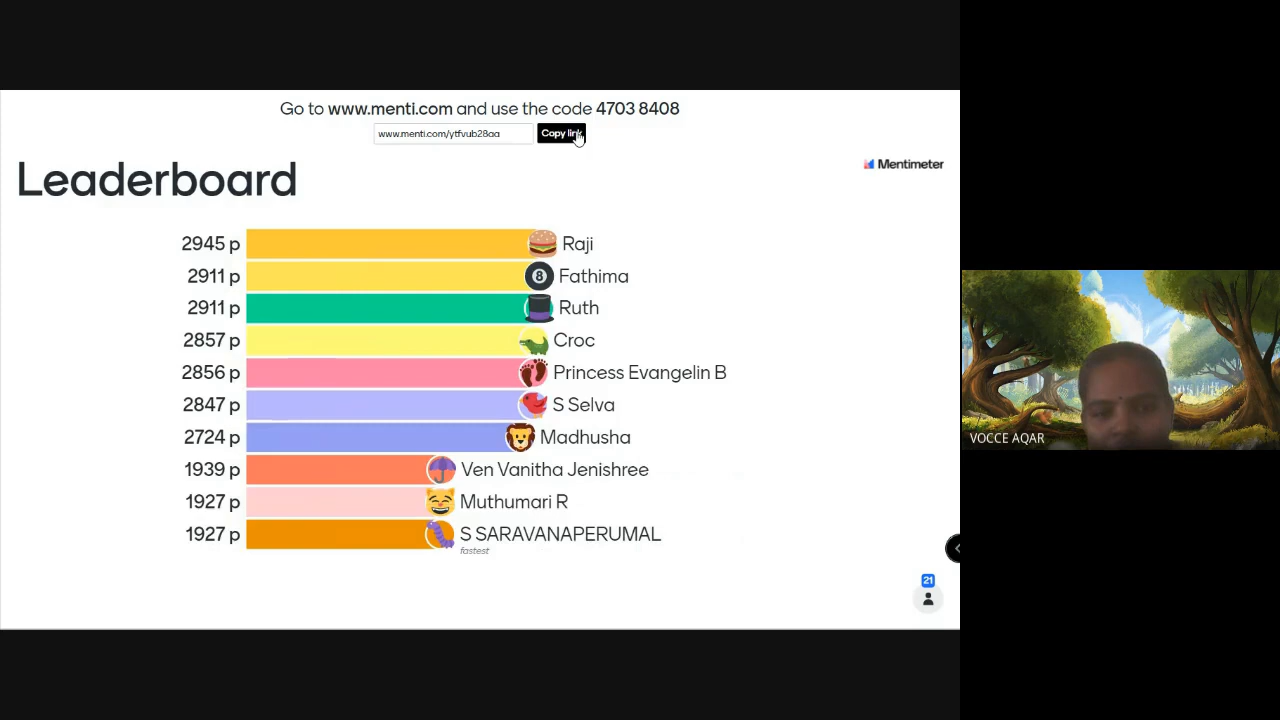 Go to www.menti.com and use the code 4703 8408
www.menti.com/ytfvub28aa
Copy link
Mentimeter
Leaderboard
2945 p Raji
2911 p 8 Fathima
2911 p Ruth
2857 p Croc
2856 p Princess Evangelin B
2847 p S Selva
2724 p Madhusha
1939 p Ven Vanitha Jenishree
1927 p Muthumari R
1927 p S SARAVANAPERUMAL
fastest
21
VOCCE AQAR